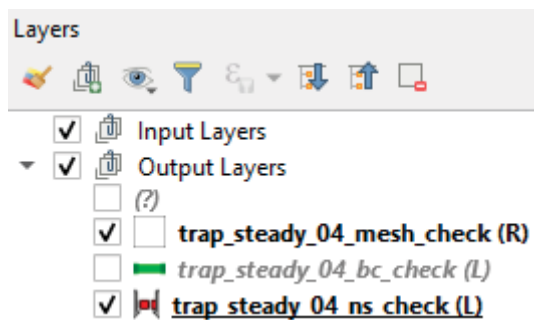 Layers
Input Layers
Output Layers
(?)
trap_steady_04_mesh_check (R)
trap_steady_04_bc_check (L)
trap_steady_04_ns_check (L)